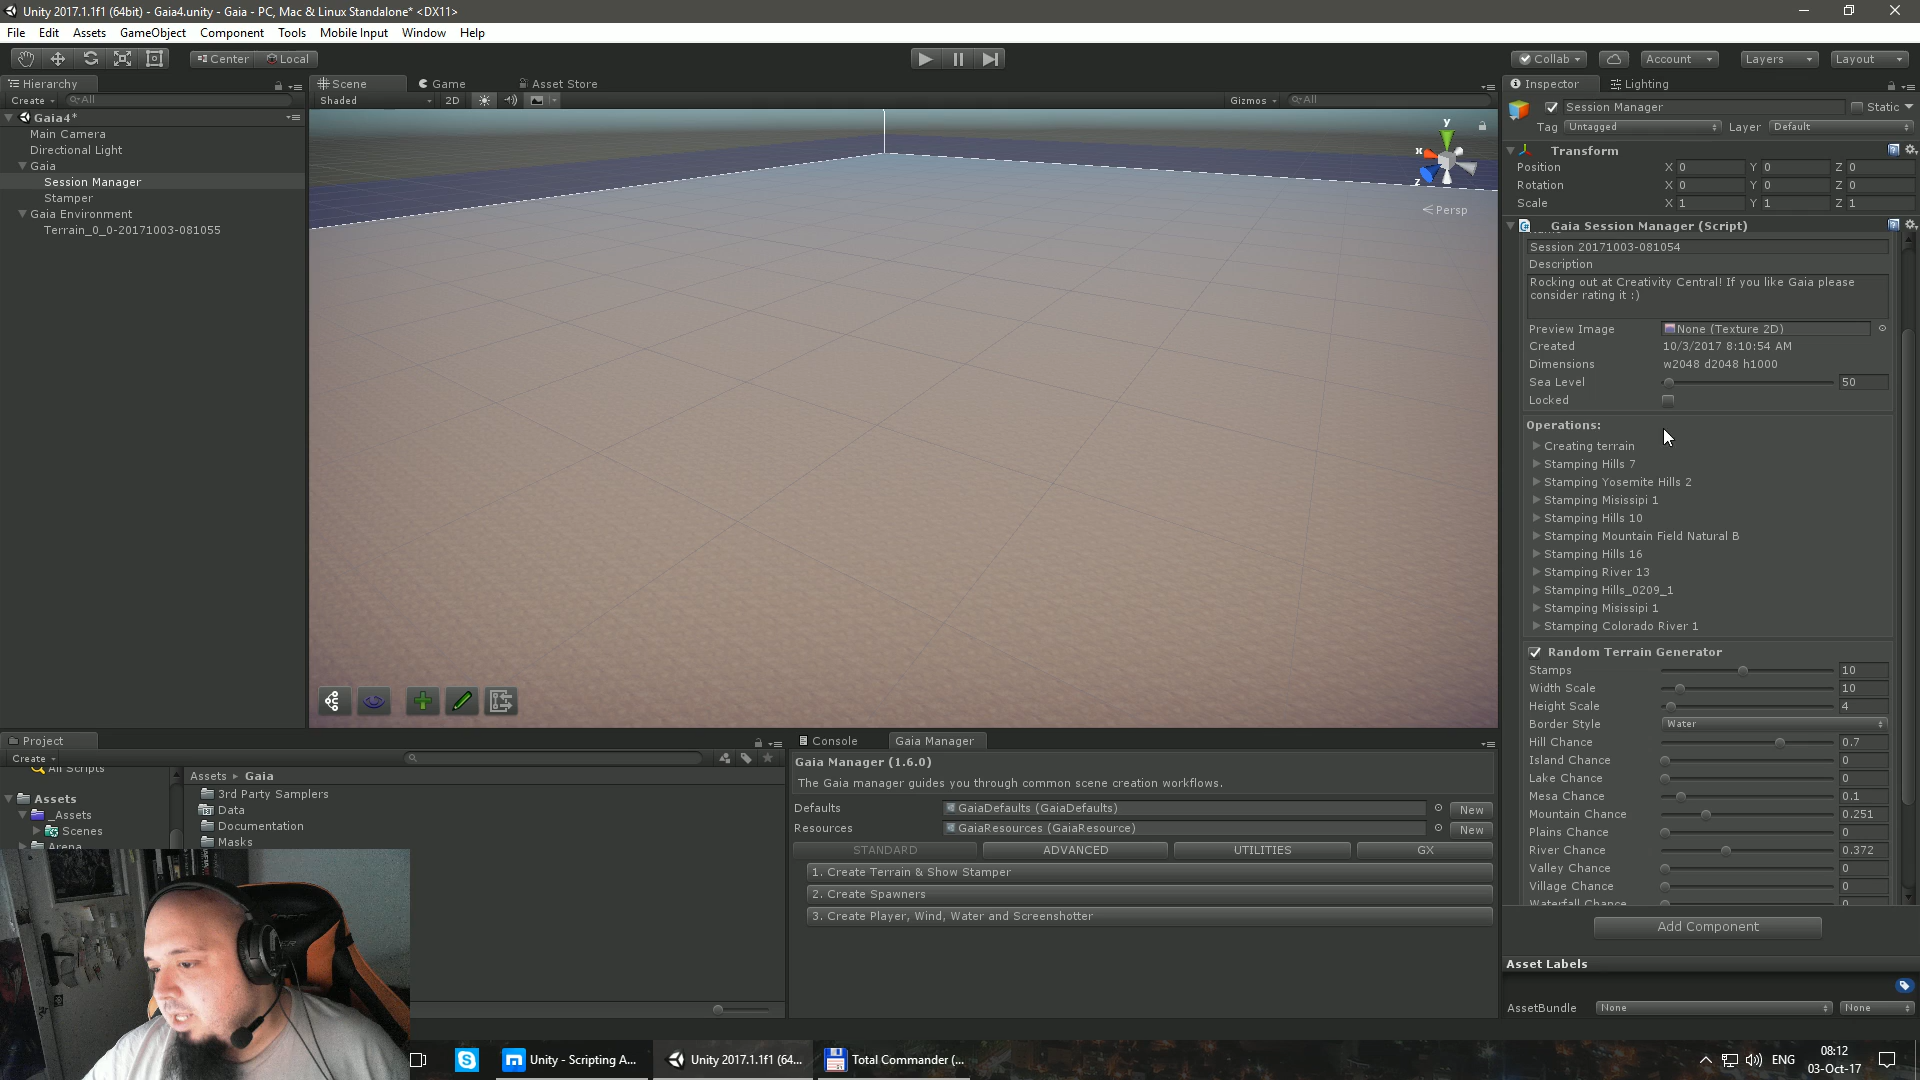 Unity 2017.1.1f1 (64bit) - Gaia4.unity - Gaia - PC, Mac & Linux Standalone* <DX11>
File Edit Assets GameObject Component Tools Mobile Input Window Help
Center Local Collab Account Layers Layout
Hierarchy
Create All
Gaia4*
Main Camera
Directional Light
Gaia
Session Manager
Stamper
Gaia Environment
Terrain_0_0-20171003-081055
Scene Game Asset Store
Shaded 2D Gizmos All
y
x
z
Persp
Inspector Lighting
Session Manager Static
Tag Untagged Layer Default
Transform
Position X 0 Y 0 Z 0
Rotation X 0 Y 0 Z 0
Scale X 1 Y 1 Z 1
Gaia Session Manager (Script)
Session 20171003-081054
Description
Rocking out at Creativity Central! If you like Gaia please
consider rating it :)
Preview Image None (Texture 2D)
Created 10/3/2017 8:10:54 AM
Dimensions w2048 d2048 h1000
Sea Level 50
Locked
Operations:
Creating terrain
Stamping Hills 7
Stamping Yosemite Hills 2
Stamping Misissipi 1
Stamping Hills 10
Stamping Mountain Field Natural B
Stamping Hills 16
Stamping River 13
Stamping Hills_0209_1
Stamping Misissipi 1
Stamping Colorado River 1
Random Terrain Generator
Stamps 10
Width Scale 10
Height Scale 4
Border Style Water
Hill Chance 0.7
Island Chance 0
Lake Chance 0
Mesa Chance 0.1
Mountain Chance 0.251
Plains Chance 0
River Chance 0.372
Valley Chance 0
Village Chance 0
Waterfall Chance 0
Add Component
Asset Labels
AssetBundle None None
Project
Create
All Scripts
Assets
_Assets
Scenes
Arena
Assets Gaia
3rd Party Samplers
Data
Documentation
Masks
Console Gaia Manager
Gaia Manager (1.6.0)
The Gaia manager guides you through common scene creation workflows.
Defaults GaiaDefaults (GaiaDefaults) New
Resources GaiaResources (GaiaResource) New
STANDARD ADVANCED UTILITIES GX
1. Create Terrain & Show Stamper
2. Create Spawners
3. Create Player, Wind, Water and Screenshotter
Unity - Scripting A... Unity 2017.1.1f1 (64... Total Commander (...
ENG 08:12
03-Oct-17